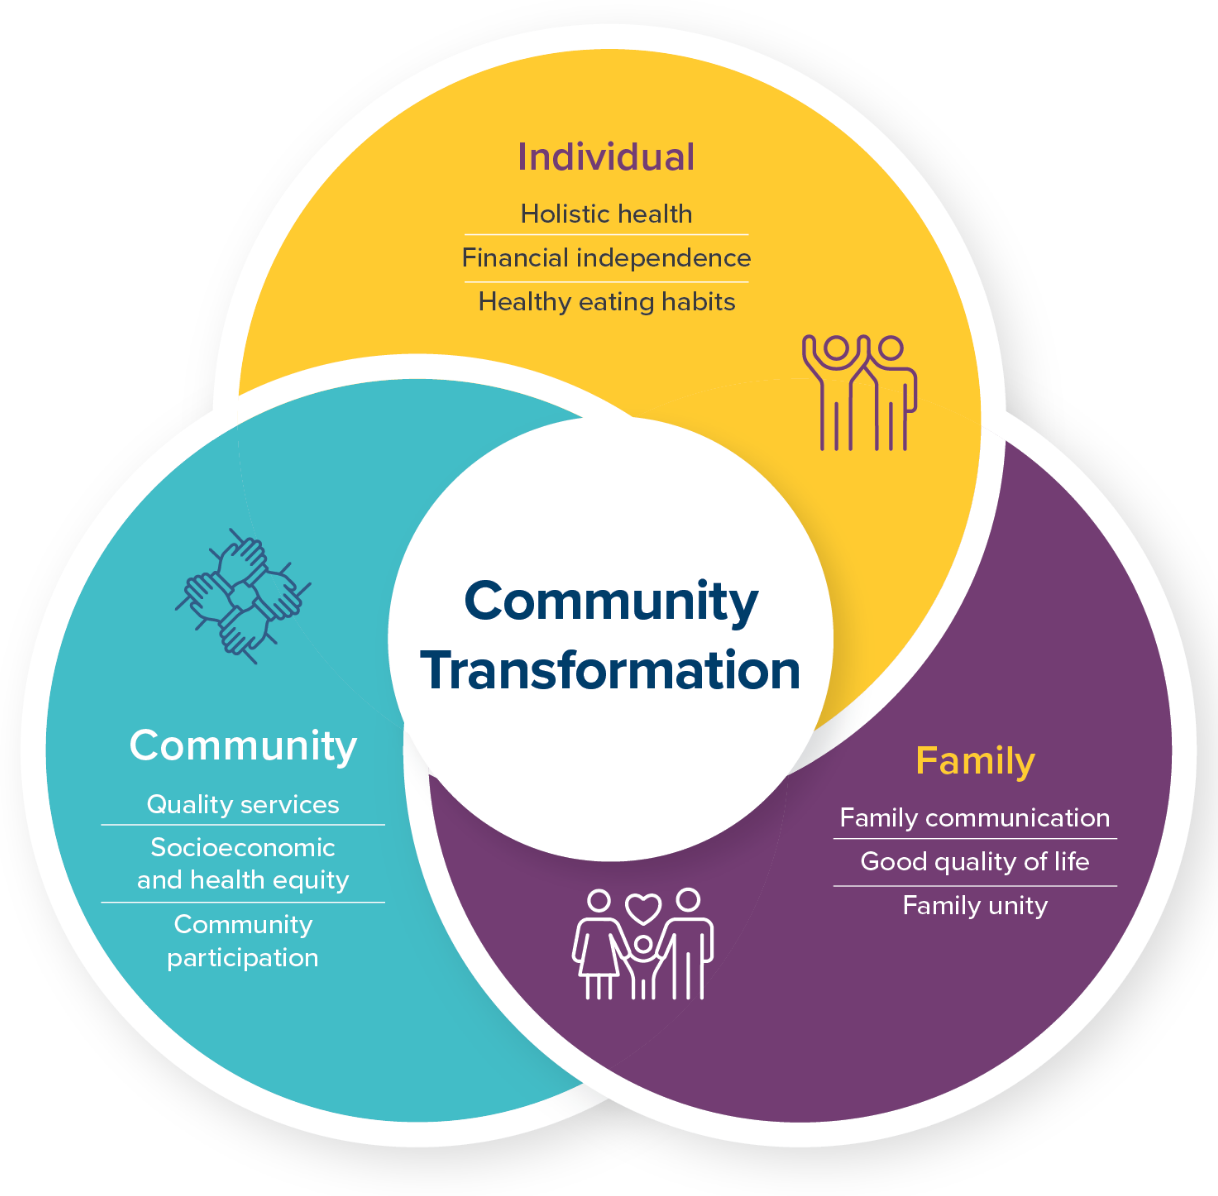 Individual
Holistic health
Financial independence
Healthy eating habits
Community
Transformation
Community
Quality services
Socioeconomic
and health equity
Community
participation
Family
Family communication
Good quality of life
Family unity